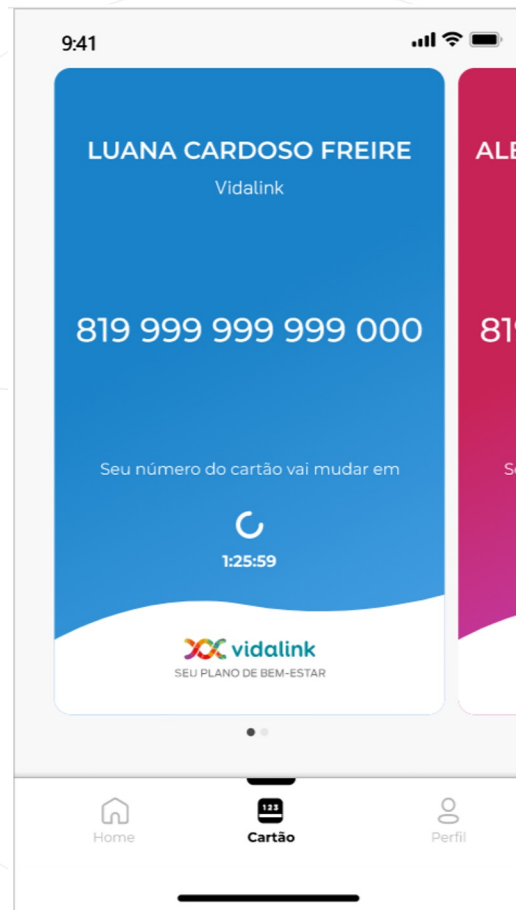 9:41
LUANA CARDOSO FREIRE
Vidalink
819 999 999 999 000
Seu número do cartão vai mudar em
1:25:59
vidalink
SEU PLANO DE BEM-ESTAR
123
Home
Cartão
Perfil